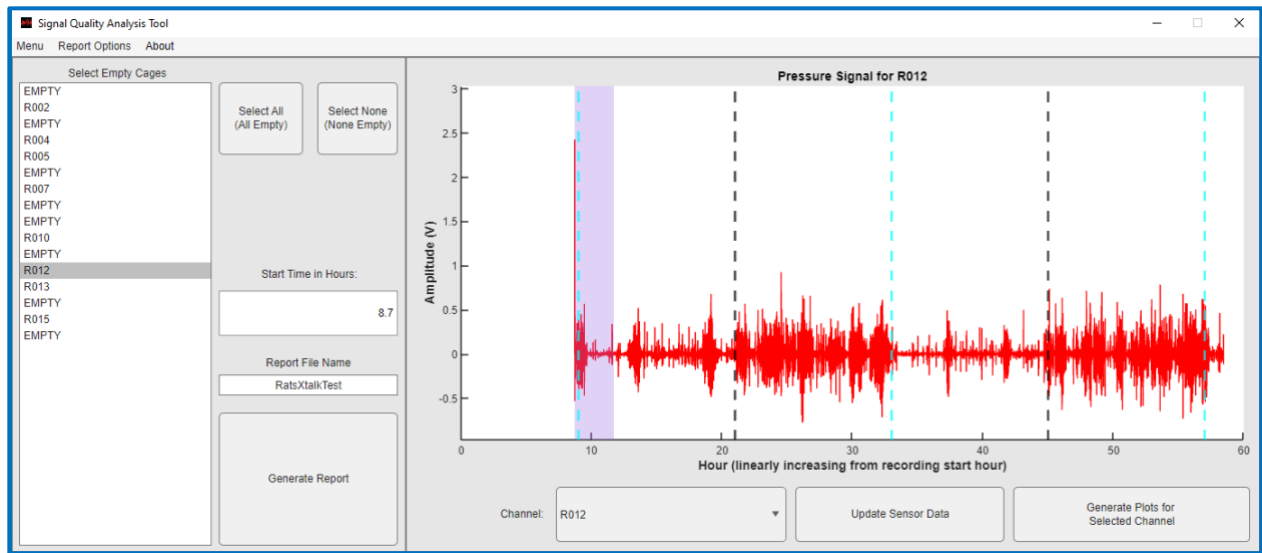 Signal Quality Analysis Tool
Menu Report Options About
Select Empty Cages
EMPTY
R002
EMPTY
R004
R005
EMPTY
R007
EMPTY
EMPTY
R010
EMPTY
R012
R013
EMPTY
R015
EMPTY
Select All
(All Empty)
Select None
(None Empty)
Start Time in Hours:
8.7
Report File Name
RatsXtalkTest
Generate Report
Pressure Signal for R012
Amplitude (V)
3
2.5
2
1.5
1
0.5
0
-0.5
0 10 20 30 40 50 60
Hour (linearly increasing from recording start hour)
Channel: R012
Update Sensor Data
Generate Plots for
Selected Channel